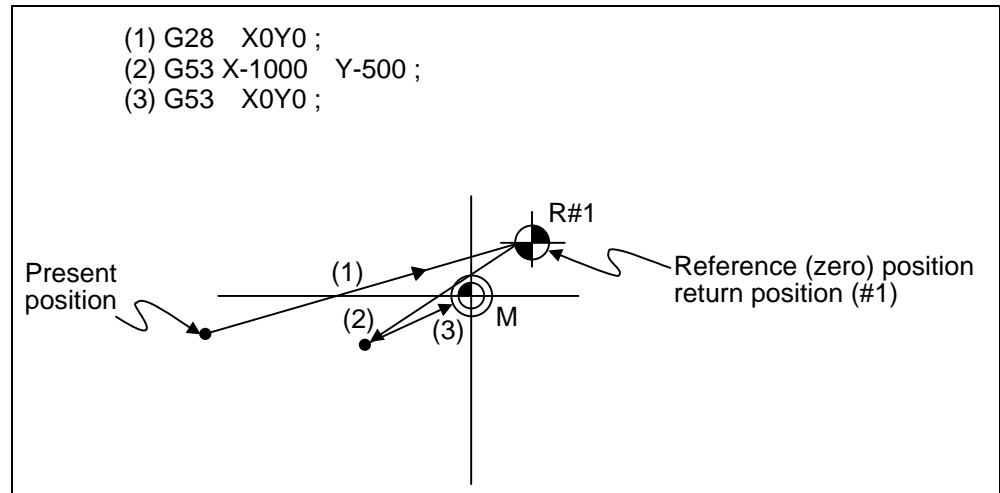 (1) G28 X0Y0 ;
(2) G53 X-1000 Y-500 ;
(3) G53 X0Y0 ;
R#1
Present
position
(1)
Reference (zero) position
return position (#1)
(2)
(3)
M